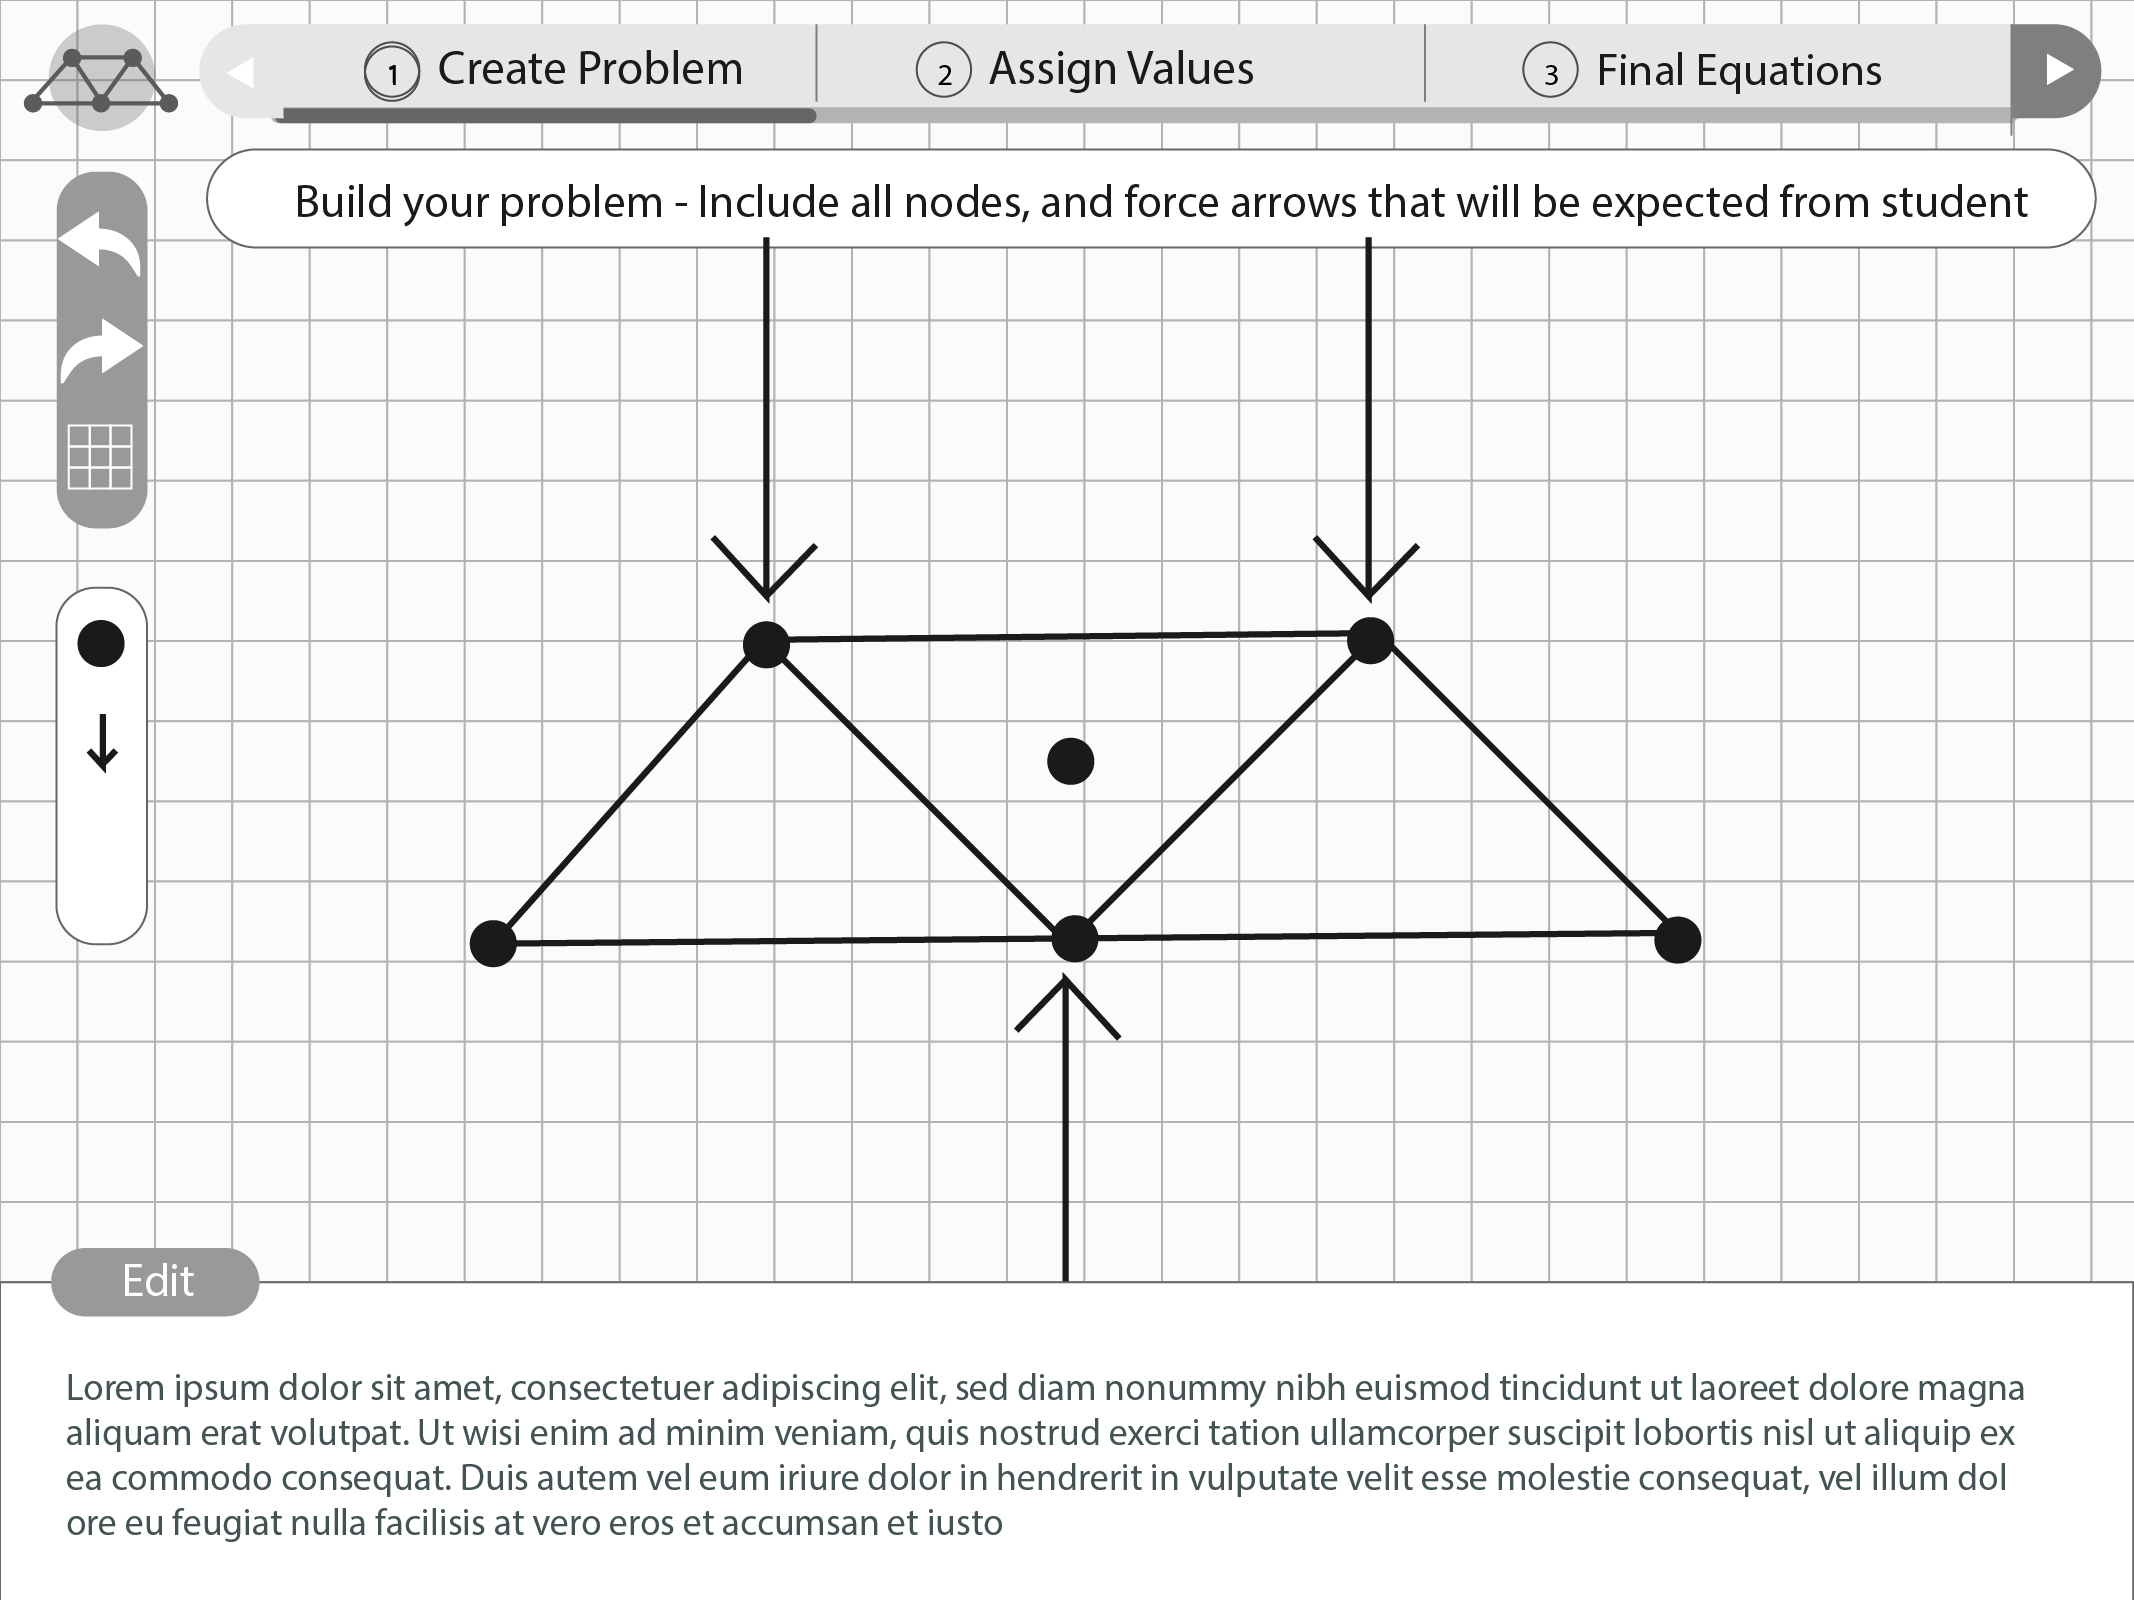 1 Create Problem
2 Assign Values
3 Final Equations
Build your problem - Include all nodes, and force arrows that will be expected from student
Edit
Lorem ipsum dolor sit amet, consectetuer adipiscing elit, sed diam nonummy nibh euismod tincidunt ut laoreet dolore magna
aliquam erat volutpat. Ut wisi enim ad minim veniam, quis nostrud exerci tation ullamcorper suscipit lobortis nisl ut aliquip ex
ea commodo consequat. Duis autem vel eum iriure dolor in hendrerit in vulputate velit esse molestie consequat, vel illum dol
ore eu feugiat nulla facilisis at vero eros et accumsan et iusto